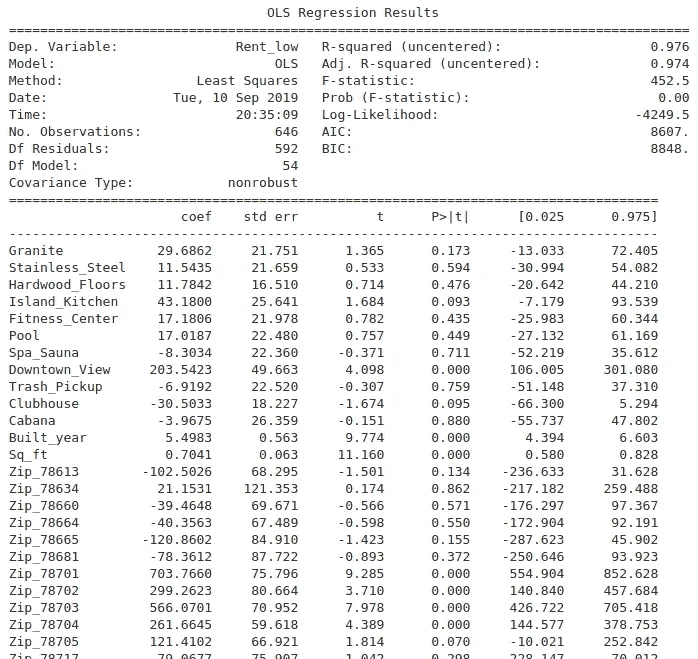 OLS Regression Results
==============================================================================
Dep. Variable: Rent_low R-squared (uncentered): 0.976
Model: OLS Adj. R-squared (uncentered): 0.974
Method: Least Squares F-statistic: 452.5
Date: Tue, 10 Sep 2019 Prob (F-statistic): 0.00
Time: 20:35:09 Log-Likelihood: -4249.5
No. Observations: 646 AIC: 8607.
Df Residuals: 592 BIC: 8848.
Df Model: 54
Covariance Type: nonrobust
==============================================================================
coef std err t P>|t| [0.025 0.975]
------------------------------------------------------------------------------
Granite 29.6862 21.751 1.365 0.173 -13.033 72.405
Stainless_Steel 11.5435 21.659 0.533 0.594 -30.994 54.082
Hardwood_Floors 11.7842 16.510 0.714 0.476 -20.642 44.210
Island_Kitchen 43.1800 25.641 1.684 0.093 -7.179 93.539
Fitness_Center 17.1806 21.978 0.782 0.435 -25.983 60.344
Pool 17.0187 22.480 0.757 0.449 -27.132 61.169
Spa_Sauna -8.3034 22.360 -0.371 0.711 -52.219 35.612
Downtown_View 203.5423 49.663 4.098 0.000 106.005 301.080
Trash_Pickup -6.9192 22.520 -0.307 0.759 -51.148 37.310
Clubhouse -30.5033 18.227 -1.674 0.095 -66.300 5.294
Cabana -3.9675 26.359 -0.151 0.880 -55.737 47.802
Built_year 5.4983 0.563 9.774 0.000 4.394 6.603
Sq_ft 0.7041 0.063 11.160 0.000 0.580 0.828
Zip_78613 -102.5026 68.295 -1.501 0.134 -236.633 31.628
Zip_78634 21.1531 121.353 0.174 0.862 -217.182 259.488
Zip_78660 -39.4648 69.671 -0.566 0.571 -176.297 97.367
Zip_78664 -40.3563 67.489 -0.598 0.550 -172.904 92.191
Zip_78665 -120.8602 84.910 -1.423 0.155 -287.623 45.902
Zip_78681 -78.3612 87.722 -0.893 0.372 -250.646 93.923
Zip_78701 703.7660 75.796 9.285 0.000 554.904 852.628
Zip_78702 299.2623 80.664 3.710 0.000 140.840 457.684
Zip_78703 566.0701 70.952 7.978 0.000 426.722 705.418
Zip_78704 261.6645 59.618 4.389 0.000 144.577 378.753
Zip_78705 121.4102 66.921 1.814 0.070 -10.021 252.842
Zip_78717